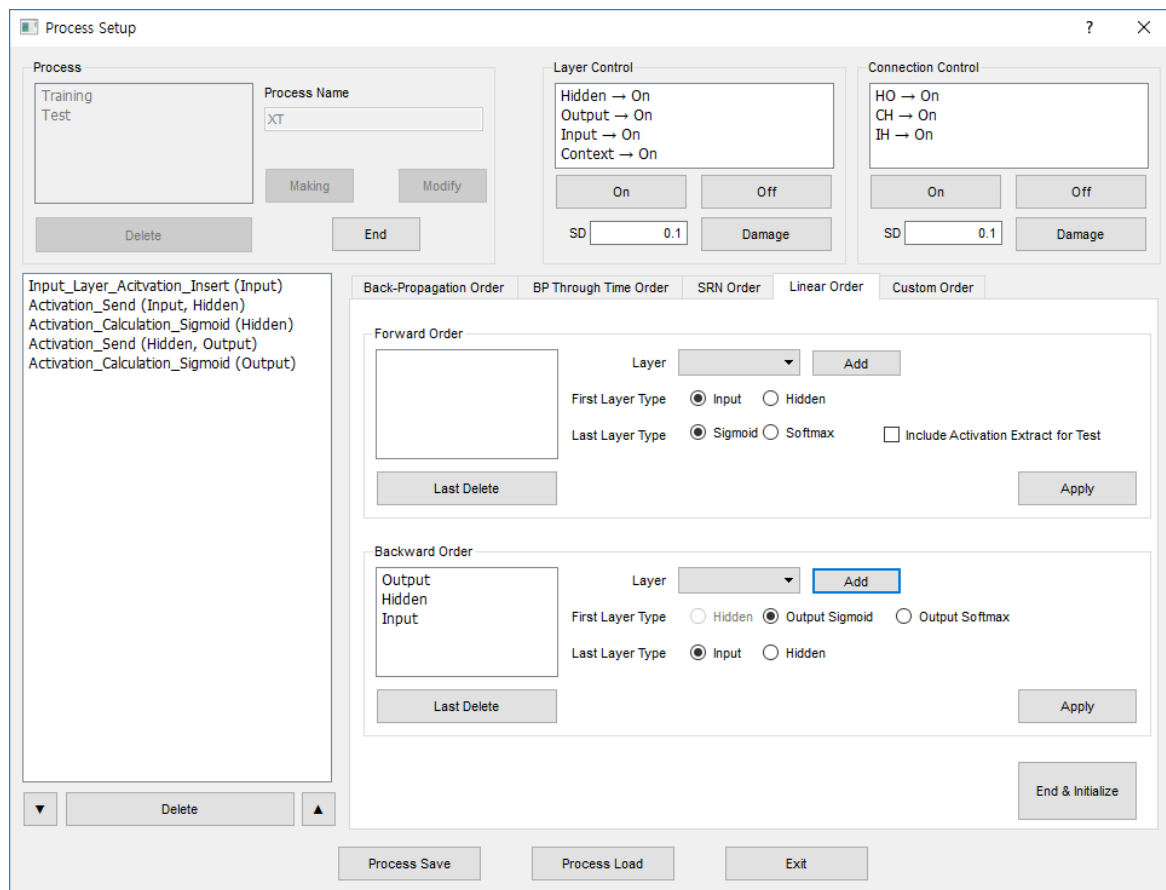 Process Setup
?
Process
Training
Test
Process Name
XT
Making
Modify
Delete
End
Layer Control
Hidden → On
Output → On
Input → On
Context → On
On
Off
SD
0.1
Damage
Connection Control
HO → On
CH → On
IH → On
On
Off
SD
0.1
Damage
Input_Layer_Acitvation_Insert (Input)
Activation_Send (Input, Hidden)
Activation_Calculation_Sigmoid (Hidden)
Activation_Send (Hidden, Output)
Activation_Calculation_Sigmoid (Output)
▼
Delete
▲
Back-Propagation Order
BP Through Time Order
SRN Order
Linear Order
Custom Order
Forward Order
Layer
Add
First Layer Type
Input
Hidden
Last Layer Type
Sigmoid
Softmax
Include Activation Extract for Test
Last Delete
Apply
Backward Order
Output
Hidden
Input
Layer
Add
First Layer Type
Hidden
Output Sigmoid
Output Softmax
Last Layer Type
Input
Hidden
Last Delete
Apply
End & Initialize
Process Save
Process Load
Exit